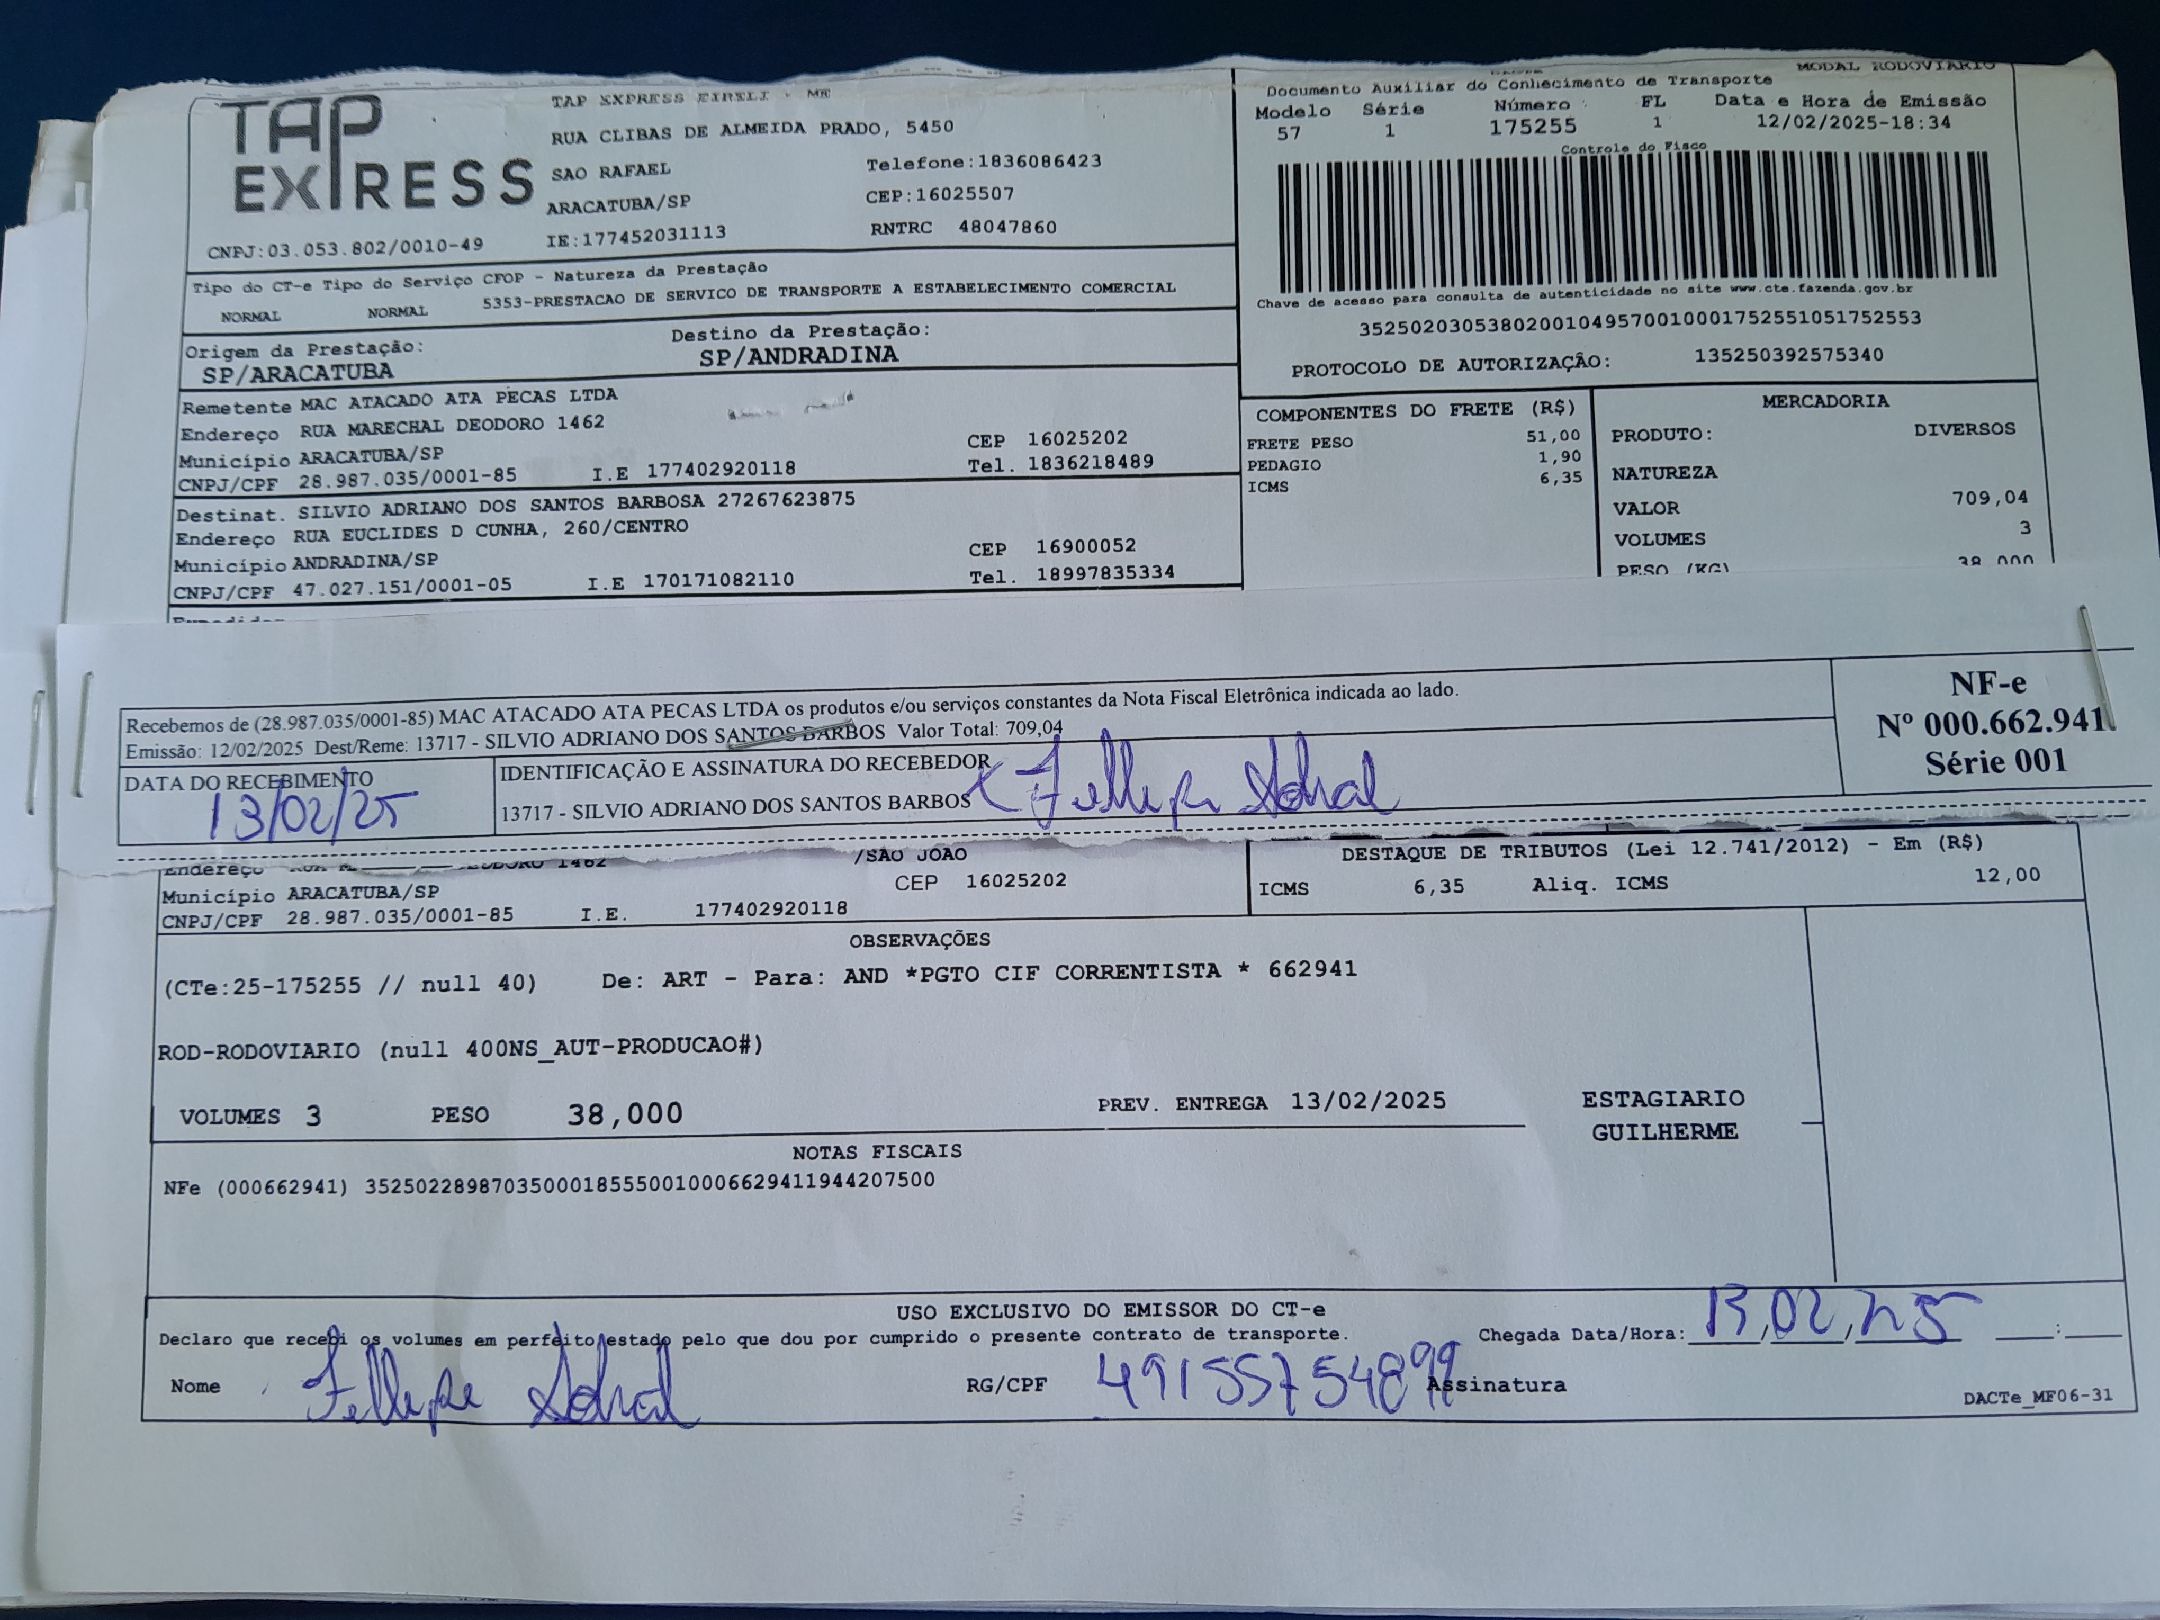 MODAL RODOVIARIO
TAP EXPRESS
TAP EXPRESS EIRELI - ME
RUA CLIBAS DE ALMEIDA PRADO, 5450
SAO RAFAEL Telefone:1836086423
ARACATUBA/SP CEP:16025507
CNPJ:03.053.802/0010-49 IE:177452031113 RNTRC 48047860
Documento Auxiliar do Conhecimento de Transporte
Modelo Série Número FL Data e Hora de Emissão
57 1 175255 1 12/02/2025-18:34
Controle do Fisco
Chave de acesso para consulta de autenticidade no site www.cte.fazenda.gov.br
35250203053802001049570010001752551051752553
PROTOCOLO DE AUTORIZAÇÃO: 135250392575340
Tipo do CT-e Tipo do Serviço CFOP - Natureza da Prestação
NORMAL NORMAL 5353-PRESTACAO DE SERVICO DE TRANSPORTE A ESTABELECIMENTO COMERCIAL
Origem da Prestação: Destino da Prestação:
SP/ARACATUBA SP/ANDRADINA
Remetente MAC ATACADO ATA PECAS LTDA
Endereço RUA MARECHAL DEODORO 1462
Município ARACATUBA/SP CEP 16025202
CNPJ/CPF 28.987.035/0001-85 I.E 177402920118 Tel. 1836218489
Destinat. SILVIO ADRIANO DOS SANTOS BARBOSA 27267623875
Endereço RUA EUCLIDES D CUNHA, 260/CENTRO
Município ANDRADINA/SP CEP 16900052
CNPJ/CPF 47.027.151/0001-05 I.E 170171082110 Tel. 18997835334
COMPONENTES DO FRETE (R$)
FRETE PESO 51,00
PEDAGIO 1,90
ICMS 6,35
MERCADORIA
PRODUTO: DIVERSOS
NATUREZA
VALOR 709,04
VOLUMES 3
PESO (KG) 38,000
Recebemos de (28.987.035/0001-85) MAC ATACADO ATA PECAS LTDA os produtos e/ou serviços constantes da Nota Fiscal Eletrônica indicada ao lado.
Emissão: 12/02/2025 Dest/Reme: 13717 - SILVIO ADRIANO DOS SANTOS BARBOS Valor Total: 709,04
DATA DO RECEBIMENTO
13/02/25
IDENTIFICAÇÃO E ASSINATURA DO RECEBEDOR
13717 - SILVIO ADRIANO DOS SANTOS BARBOS
NF-e
Nº 000.662.941
Série 001
Endereço DEODORO 1462 /SAO JOAO
Município ARACATUBA/SP CEP 16025202
CNPJ/CPF 28.987.035/0001-85 I.E. 177402920118
DESTAQUE DE TRIBUTOS (Lei 12.741/2012) - Em (R$)
ICMS 6,35 Aliq. ICMS 12,00
OBSERVAÇÕES
(CTe:25-175255 // null 40) De: ART - Para: AND *PGTO CIF CORRENTISTA * 662941
ROD-RODOVIARIO (null 400NS_AUT-PRODUCAO#)
VOLUMES 3 PESO 38,000 PREV. ENTREGA 13/02/2025
ESTAGIARIO
GUILHERME
NOTAS FISCAIS
NFe (000662941) 35250228987035000185550010006629411944207500
USO EXCLUSIVO DO EMISSOR DO CT-e
Declaro que recebi os volumes em perfeito estado pelo que dou por cumprido o presente contrato de transporte. Chegada Data/Hora: 13/02/25 :
Nome RG/CPF 49155754899 Assinatura
DACTe_MF06-31